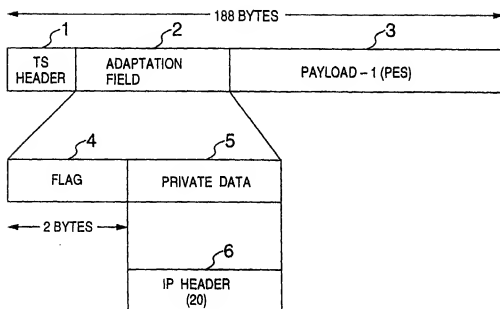 188 BYTES
1
2
3
TS
HEADER
ADAPTATION
FIELD
PAYLOAD – 1 (PES)
4
5
FLAG
PRIVATE DATA
2 BYTES
6
IP HEADER
(20)